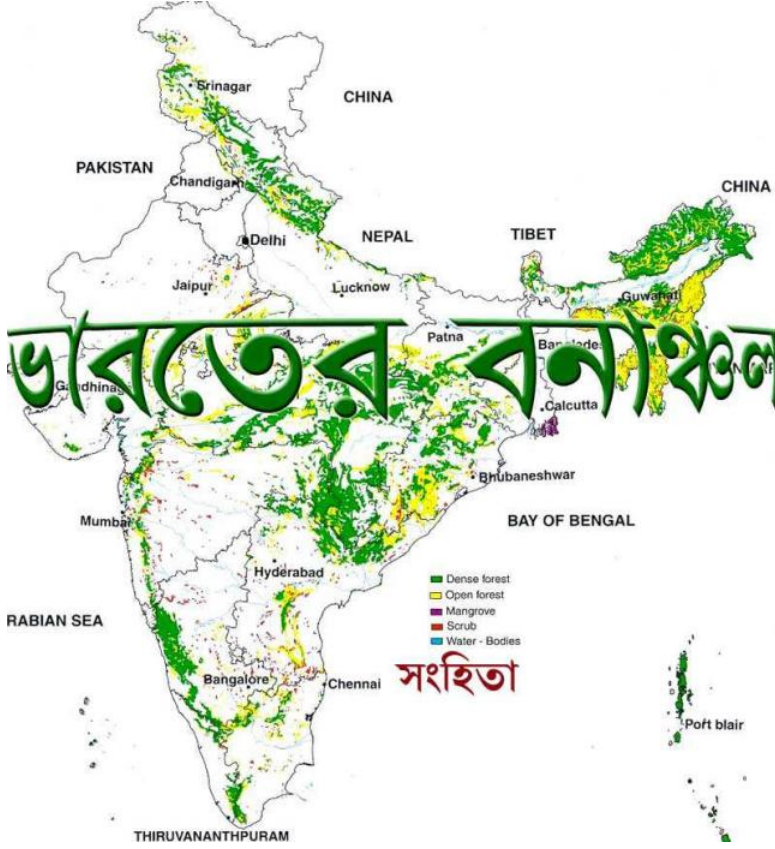 Srinagar
CHINA
PAKISTAN
Chandigarh
CHINA
Delhi
NEPAL
TIBET
Jaipur
Lucknow
Guwahati
ভারতের বনাঞ্চল
Patna
Calcutta
Bhubaneshwar
Mumbai
BAY OF BENGAL
Hyderabad
Dense forest
Open forest
Mangrove
Scrub
Water - Bodies
RABIAN SEA
সংহিতা
Bangalore
Chennai
Port blair
THIRUVANANTHPURAM